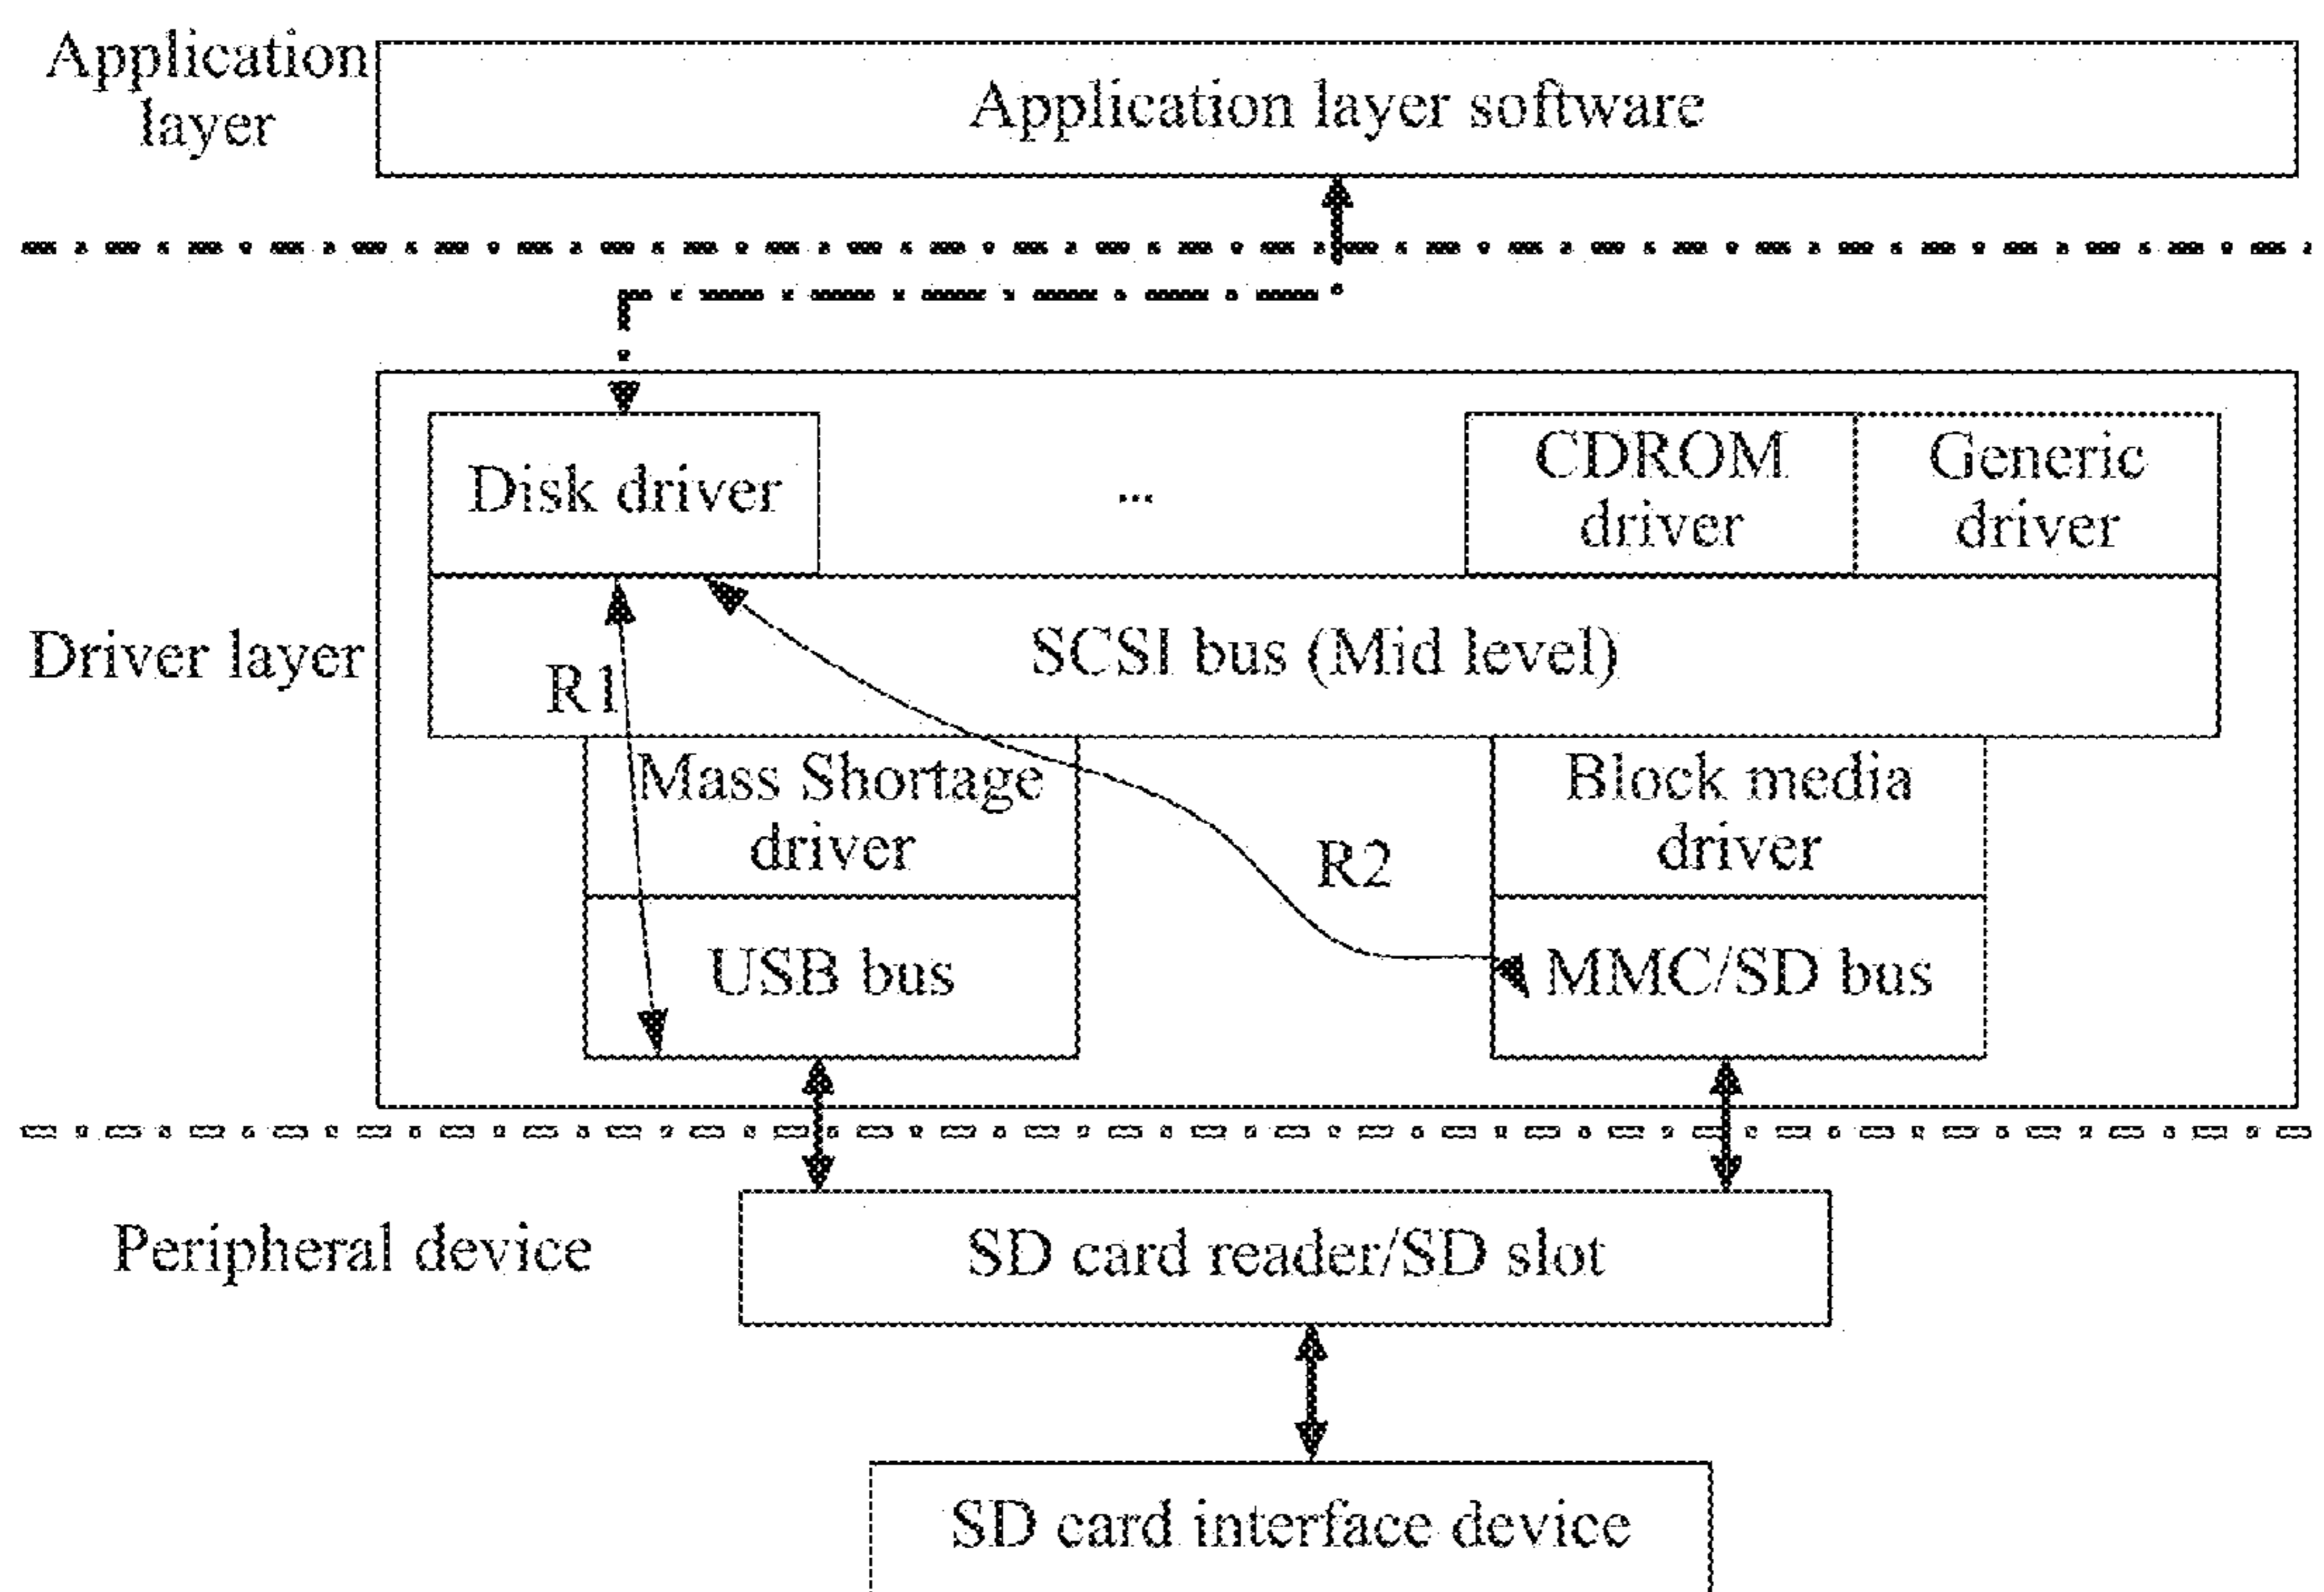 Application
layer
Application layer software
Disk driver
...
CDROM
driver
Generic
driver
Driver layer
SCSI bus (Mid level)
R1
Mass Shortage
driver
R2
Block media
driver
USB bus
MMC/SD bus
Peripheral device
SD card reader/SD slot
SD card interface device